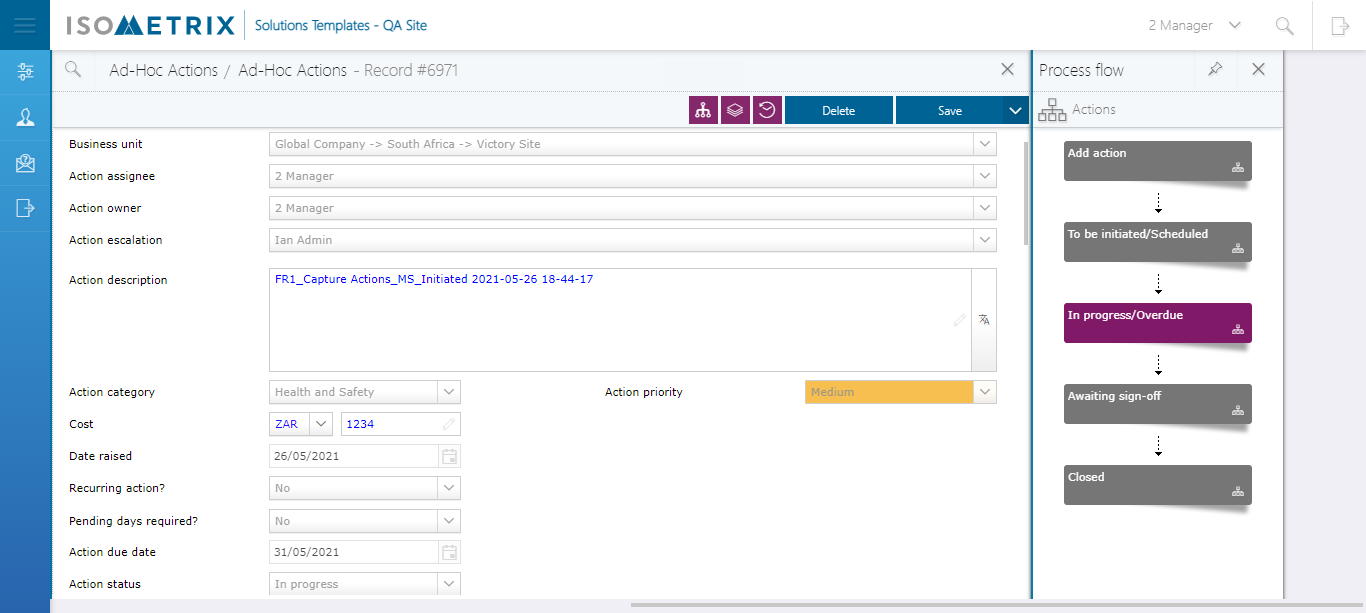 ISOMETRIX Solutions Templates - QA Site 2 Manager
Ad-Hoc Actions / Ad-Hoc Actions - Record #6971
Delete Save
Business unit Global Company -> South Africa -> Victory Site
Action assignee 2 Manager
Action owner 2 Manager
Action escalation Ian Admin
Action description FR1_Capture Actions_MS_Initiated 2021-05-26 18-44-17
Action category Health and Safety Action priority Medium
Cost ZAR 1234
Date raised 26/05/2021
Recurring action? No
Pending days required? No
Action due date 31/05/2021
Action status In progress
Process flow
Actions
Add action
To be initiated/Scheduled
In progress/Overdue
Awaiting sign-off
Closed